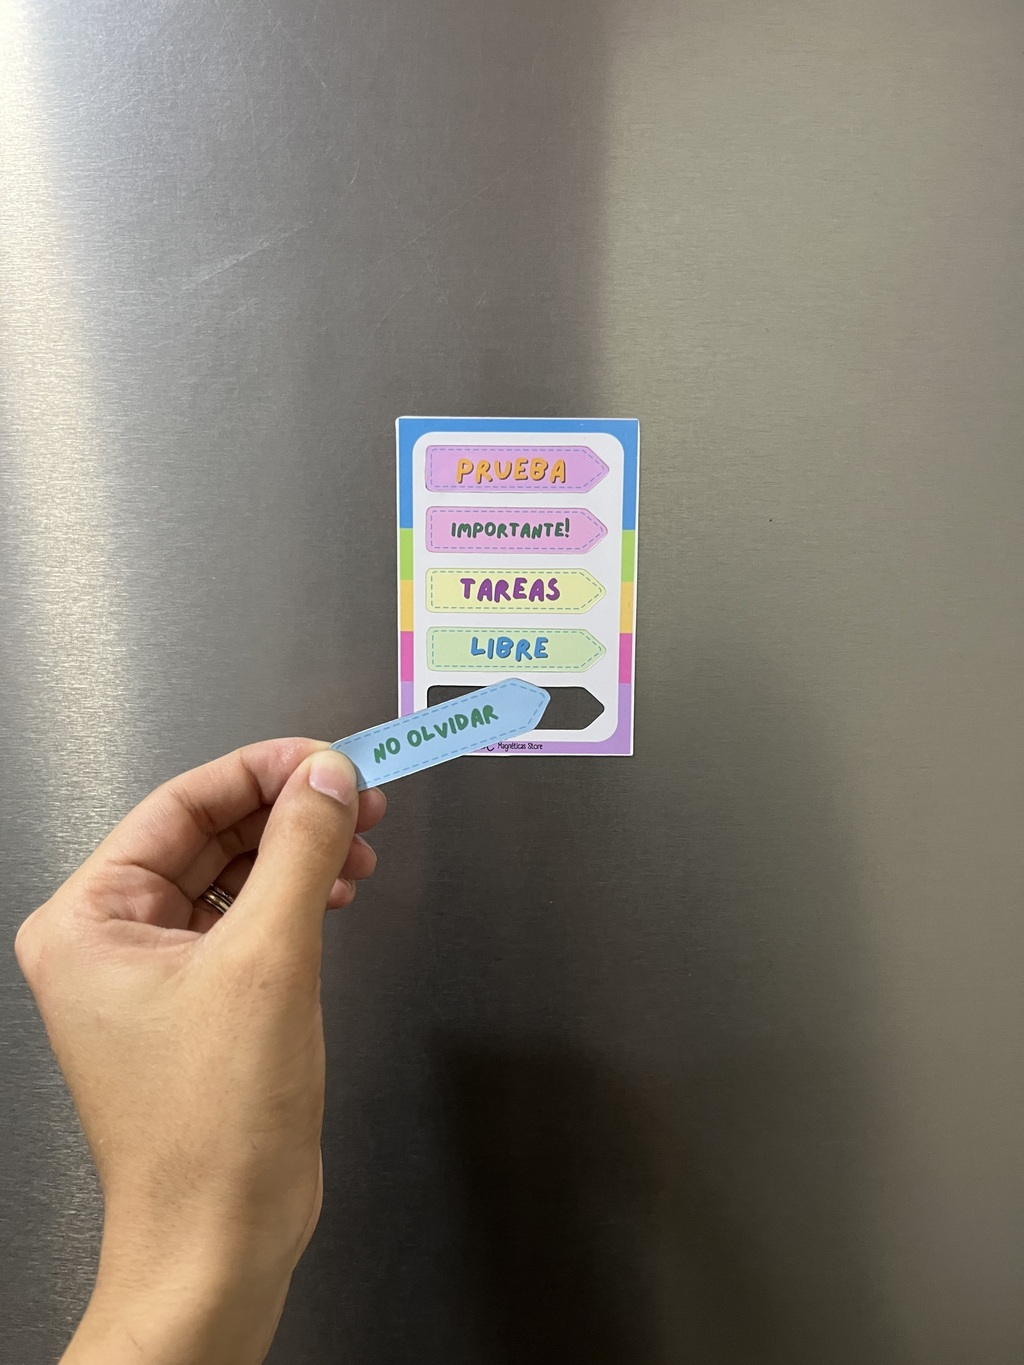 PRUEBA
IMPORTANTE!
TAREAS
LIBRE
NO OLVIDAR
Magnéticas Store